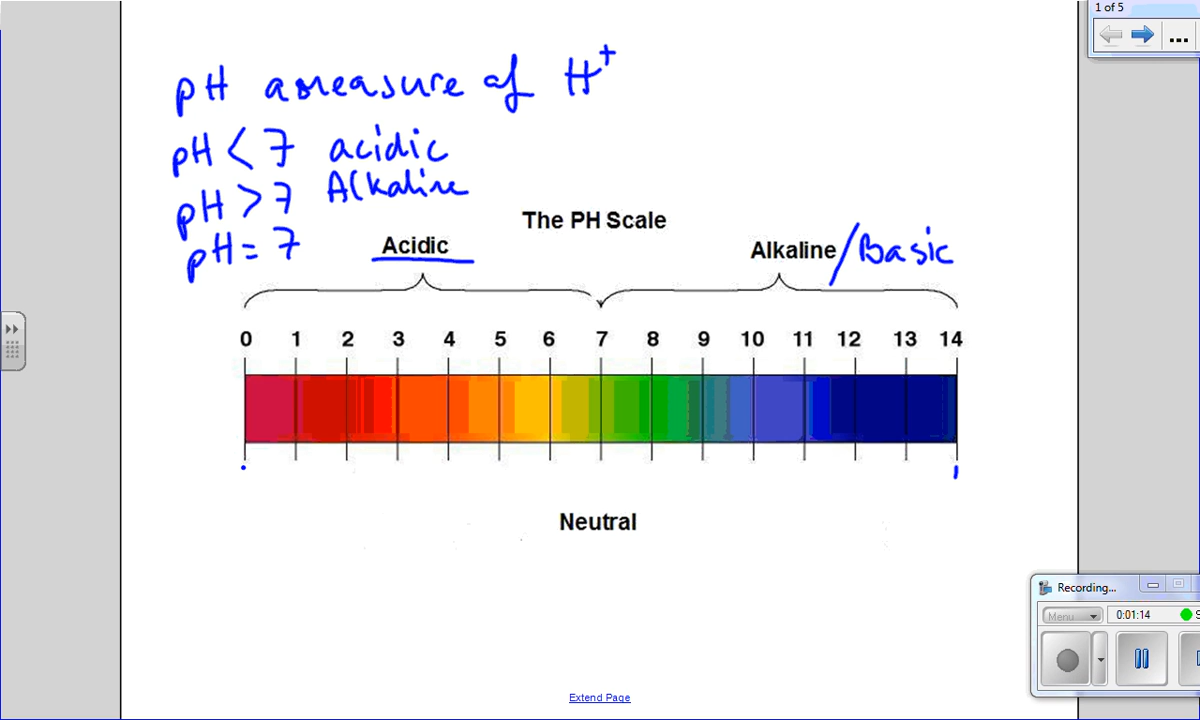 1 of 5
...
pH a measure of H+
pH < 7 acidic
pH > 7 Alkaline
pH = 7
The PH Scale
Acidic
Alkaline / Basic
0 1 2 3 4 5 6 7 8 9 10 11 12 13 14
Neutral
Recording...
Menu 0:01:14
Extend Page